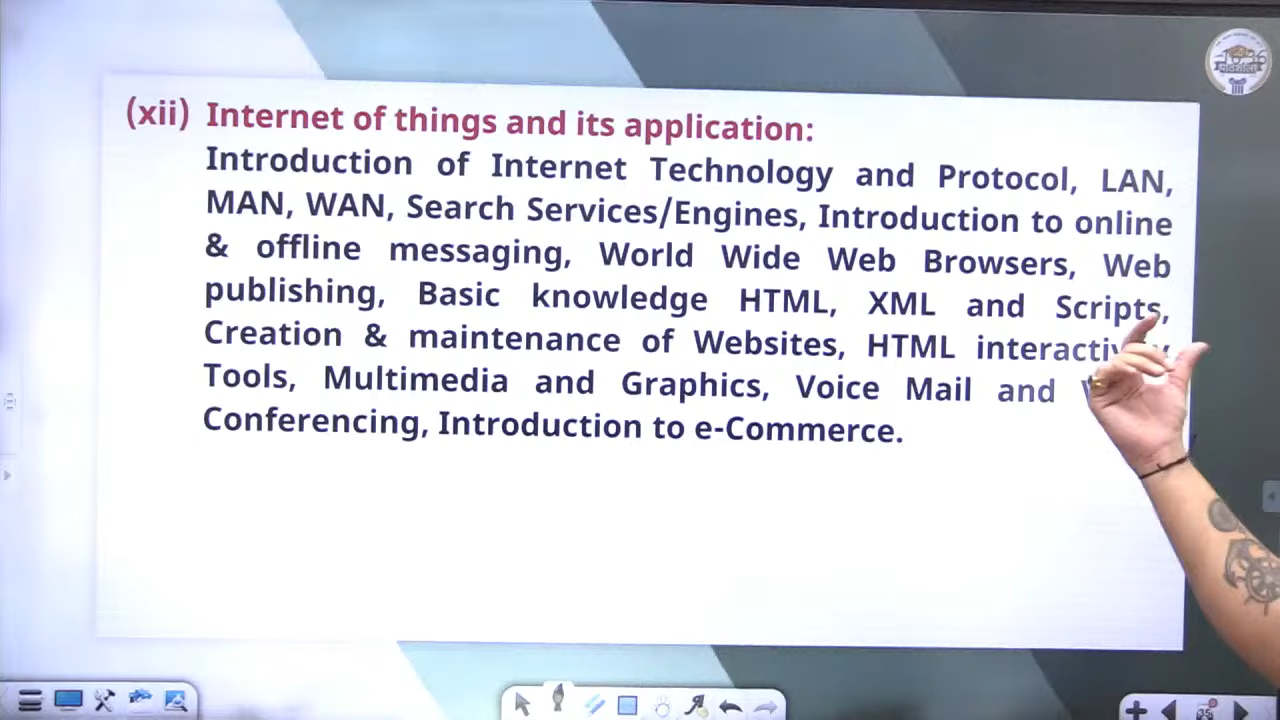 (xii) Internet of things and its application:
Introduction of Internet Technology and Protocol, LAN,
MAN, WAN, Search Services/Engines, Introduction to online
& offline messaging, World Wide Web Browsers, Web
publishing, Basic knowledge HTML, XML and Scripts,
Creation & maintenance of Websites, HTML
Tools, Multimedia and Graphics, Voice Mail and
Conferencing, Introduction to e-Commerce.
35